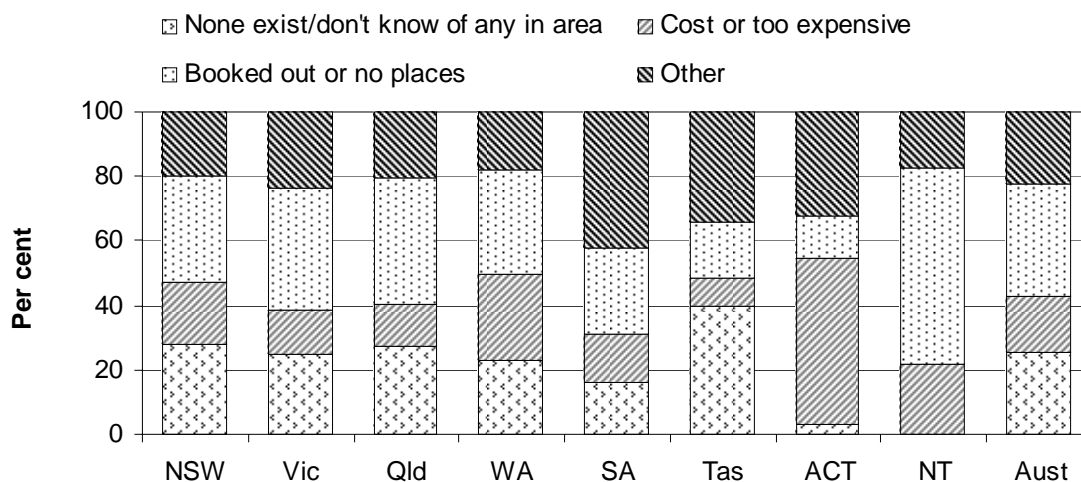 None exist/don't know of any in area Cost or too expensive
Booked out or no places Other
100
80
60
40
20
0
Per cent
NSW Vic Qld WA SA Tas ACT NT Aust